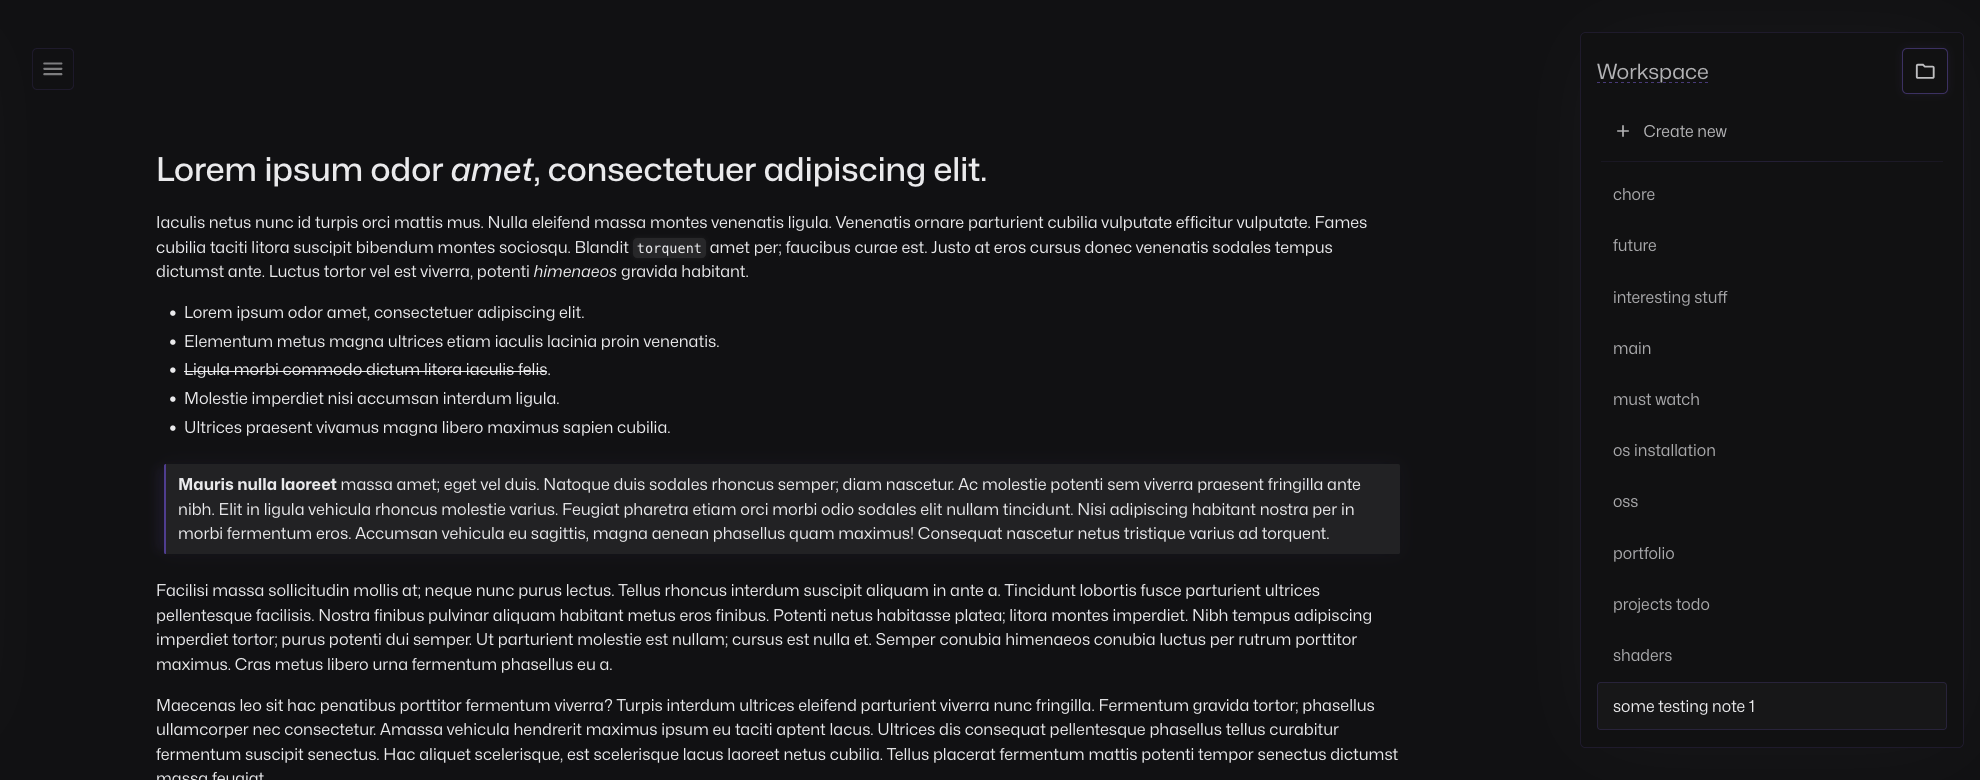 Workspace
Create new
chore
future
interesting stuff
main
must watch
os installation
oss
portfolio
projects todo
shaders
some testing note 1
Lorem ipsum odor amet, consectetuer adipiscing elit.
Iaculis netus nunc id turpis orci mattis mus. Nulla eleifend massa montes venenatis ligula. Venenatis ornare parturient cubilia vulputate efficitur vulputate. Fames
cubilia taciti litora suscipit bibendum montes sociosqu. Blandit torquent amet per; faucibus curae est. Justo at eros cursus donec venenatis sodales tempus
dictumst ante. Luctus tortor vel est viverra, potenti himenaeos gravida habitant.
• Lorem ipsum odor amet, consectetuer adipiscing elit.
• Elementum metus magna ultrices etiam iaculis lacinia proin venenatis.
• Ligula morbi commodo dictum litora iaculis felis.
• Molestie imperdiet nisi accumsan interdum ligula.
• Ultrices praesent vivamus magna libero maximus sapien cubilia.
Mauris nulla laoreet massa amet; eget vel duis. Natoque duis sodales rhoncus semper; diam nascetur. Ac molestie potenti sem viverra praesent fringilla ante
nibh. Elit in ligula vehicula rhoncus molestie varius. Feugiat pharetra etiam orci morbi odio sodales elit nullam tincidunt. Nisi adipiscing habitant nostra per in
morbi fermentum eros. Accumsan vehicula eu sagittis, magna aenean phasellus quam maximus! Consequat nascetur netus tristique varius ad torquent.
Facilisi massa sollicitudin mollis at; neque nunc purus lectus. Tellus rhoncus interdum suscipit aliquam in ante a. Tincidunt lobortis fusce parturient ultrices
pellentesque facilisis. Nostra finibus pulvinar aliquam habitant metus eros finibus. Potenti netus habitasse platea; litora montes imperdiet. Nibh tempus adipiscing
imperdiet tortor; purus potenti dui semper. Ut parturient molestie est nullam; cursus est nulla et. Semper conubia himenaeos conubia luctus per rutrum porttitor
maximus. Cras metus libero urna fermentum phasellus eu a.
Maecenas leo sit hac penatibus porttitor fermentum viverra? Turpis interdum ultrices eleifend parturient viverra nunc fringilla. Fermentum gravida tortor; phasellus
ullamcorper nec consectetur. Amassa vehicula hendrerit maximus ipsum eu taciti aptent lacus. Ultrices dis consequat pellentesque phasellus tellus curabitur
fermentum suscipit senectus. Hac aliquet scelerisque, est scelerisque lacus laoreet netus cubilia. Tellus placerat fermentum mattis potenti tempor senectus dictumst
massa feugiat.